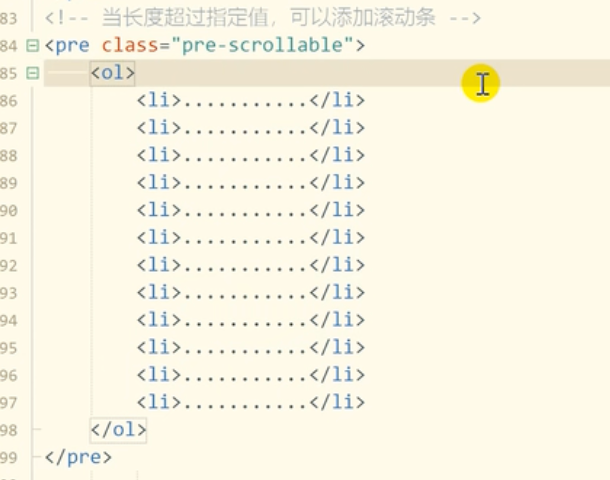 83 <!-- 当长度超过指定值，可以添加滚动条 -->
84 <pre class="pre-scrollable">
85 <ol>
86 <li>...........</li>
87 <li>...........</li>
88 <li>...........</li>
89 <li>...........</li>
90 <li>...........</li>
91 <li>...........</li>
92 <li>...........</li>
93 <li>...........</li>
94 <li>...........</li>
95 <li>...........</li>
96 <li>...........</li>
97 <li>...........</li>
98 </ol>
99 </pre>